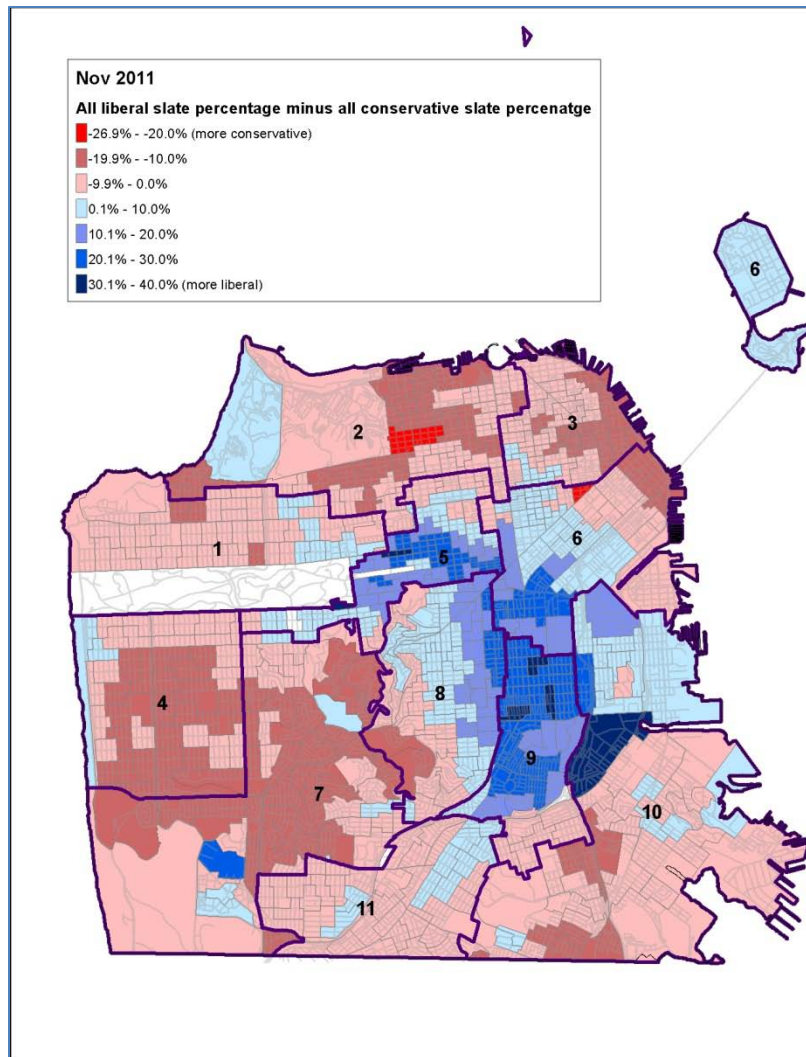 Nov 2011
All liberal slate percentage minus all conservative slate percenatge
-26.9% - -20.0% (more conservative)
-19.9% - -10.0%
-9.9% - 0.0%
0.1% - 10.0%
10.1% - 20.0%
20.1% - 30.0%
30.1% - 40.0% (more liberal)
6
2
3
1
6
5
4
8
9
7
10
11